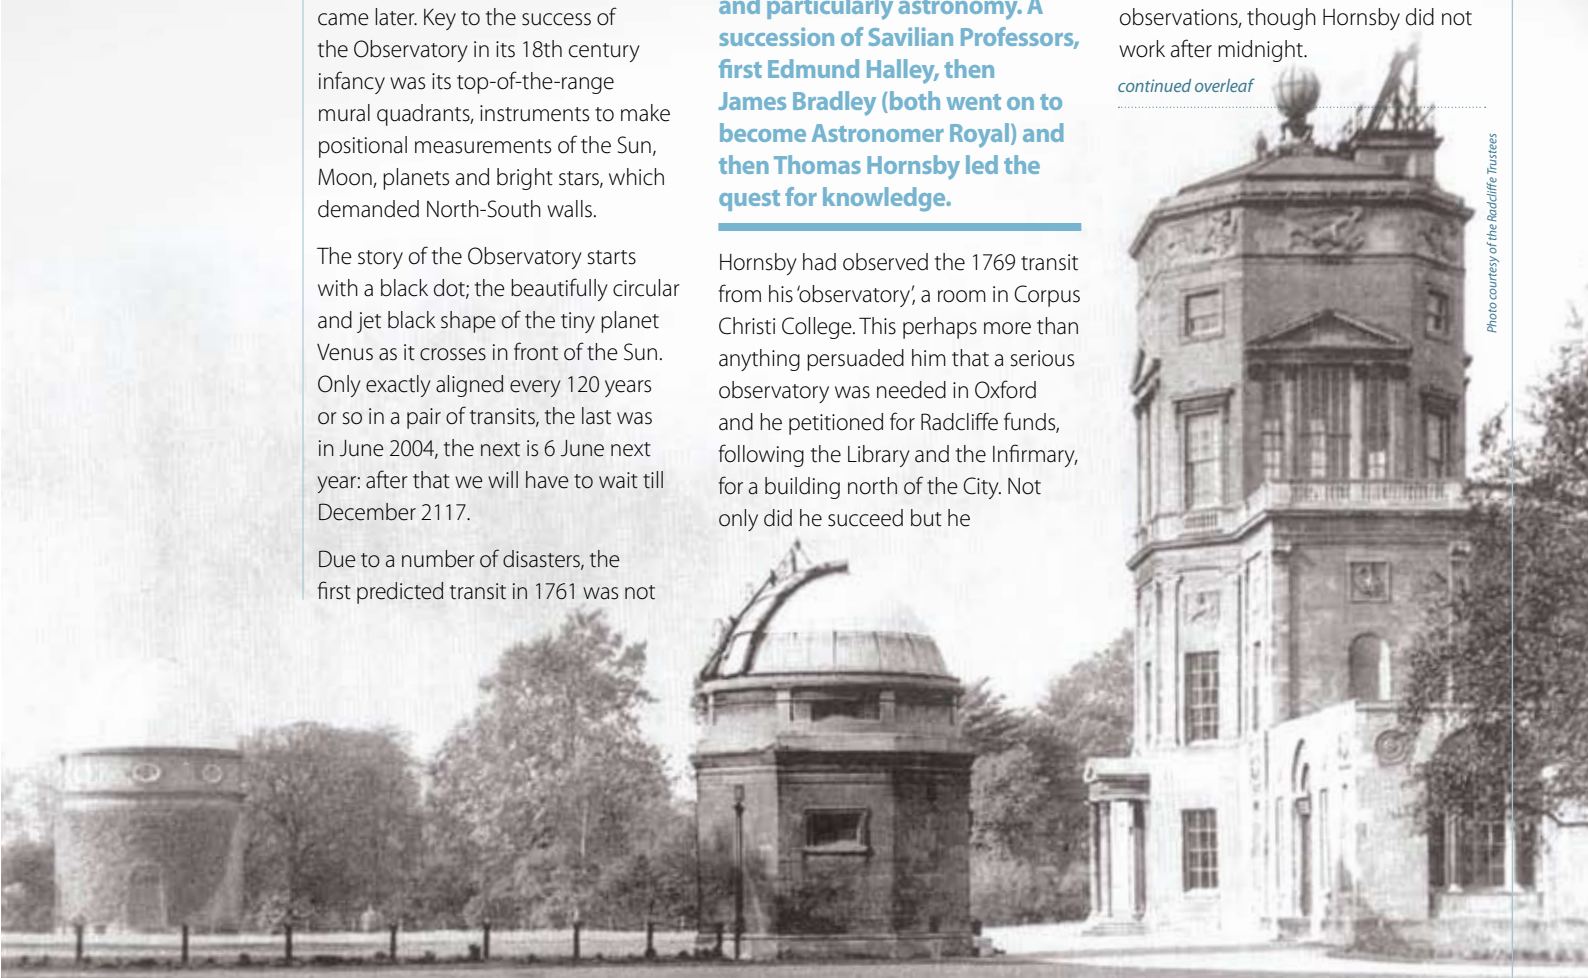 came later. Key to the success of
the Observatory in its 18th century
infancy was its top-of-the-range
mural quadrants, instruments to make
positional measurements of the Sun,
Moon, planets and bright stars, which
demanded North-South walls.
The story of the Observatory starts
with a black dot; the beautifully circular
and jet black shape of the tiny planet
Venus as it crosses in front of the Sun.
Only exactly aligned every 120 years
or so in a pair of transits, the last was
in June 2004, the next is 6 June next
year: after that we will have to wait till
December 2117.
Due to a number of disasters, the
first predicted transit in 1761 was not
and particularly astronomy. A
succession of Savilian Professors,
first Edmund Halley, then
James Bradley (both went on to
become Astronomer Royal) and
then Thomas Hornsby led the
quest for knowledge.
Hornsby had observed the 1769 transit
from his ‘observatory’, a room in Corpus
Christi College. This perhaps more than
anything persuaded him that a serious
observatory was needed in Oxford
and he petitioned for Radcliffe funds,
following the Library and the Infirmary,
for a building north of the City. Not
only did he succeed but he
observations, though Hornsby did not
work after midnight.
continued overleaf
Photo courtesy of the Radcliffe Trustees